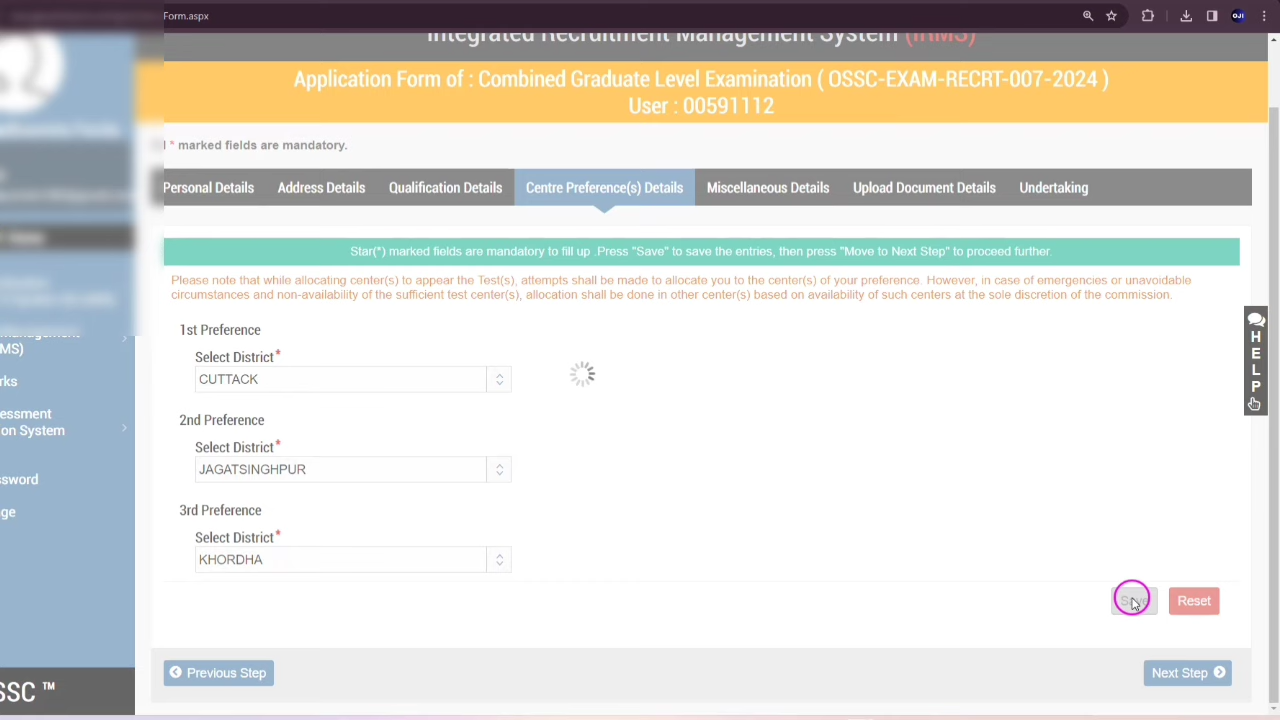 Form.aspx
OJI
Integrated Recruitment Management System (IRMS)
Application Form of : Combined Graduate Level Examination ( OSSC-EXAM-RECRT-007-2024 )
User : 00591112
* marked fields are mandatory.
Personal Details Address Details Qualification Details Centre Preference(s) Details Miscellaneous Details Upload Document Details Undertaking
Star(*) marked fields are mandatory to fill up .Press "Save" to save the entries, then press "Move to Next Step" to proceed further.
Please note that while allocating center(s) to appear the Test(s), attempts shall be made to allocate you to the center(s) of your preference. However, in case of emergencies or unavoidable
circumstances and non-availability of the sufficient test center(s), allocation shall be done in other center(s) based on availability of such centers at the sole discretion of the commission.
1st Preference
Select District*
CUTTACK
2nd Preference
Select District*
JAGATSINGHPUR
3rd Preference
Select District*
KHORDHA
Save Reset
Previous Step Next Step
HELP
MS)
rks
essment
on System
sword
ge
SSC ™